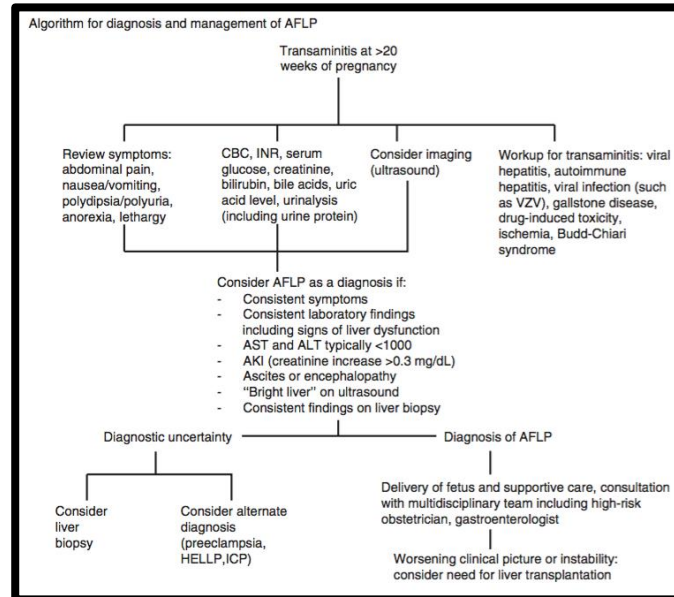 Algorithm for diagnosis and management of AFLP
Transaminitis at >20
weeks of pregnancy
Review symptoms:
abdominal pain,
nausea/vomiting,
polydipsia/polyuria,
anorexia, lethargy
CBC, INR, serum
glucose, creatinine,
bilirubin, bile acids, uric
acid level, urinalysis
(including urine protein)
Consider imaging
(ultrasound)
Workup for transaminitis: viral
hepatitis, autoimmune
hepatitis, viral infection (such
as VZV), gallstone disease,
drug-induced toxicity,
ischemia, Budd-Chiari
syndrome
Consider AFLP as a diagnosis if:
- Consistent symptoms
- Consistent laboratory findings
including signs of liver dysfunction
- AST and ALT typically <1000
- AKI (creatinine increase >0.3 mg/dL)
- Ascites or encephalopathy
- "Bright liver" on ultrasound
- Consistent findings on liver biopsy
Diagnostic uncertainty
Diagnosis of AFLP
Consider
liver
biopsy
Consider alternate
diagnosis
(preeclampsia,
HELLP,ICP)
Delivery of fetus and supportive care, consultation
with multidisciplinary team including high-risk
obstetrician, gastroenterologist
Worsening clinical picture or instability:
consider need for liver transplantation